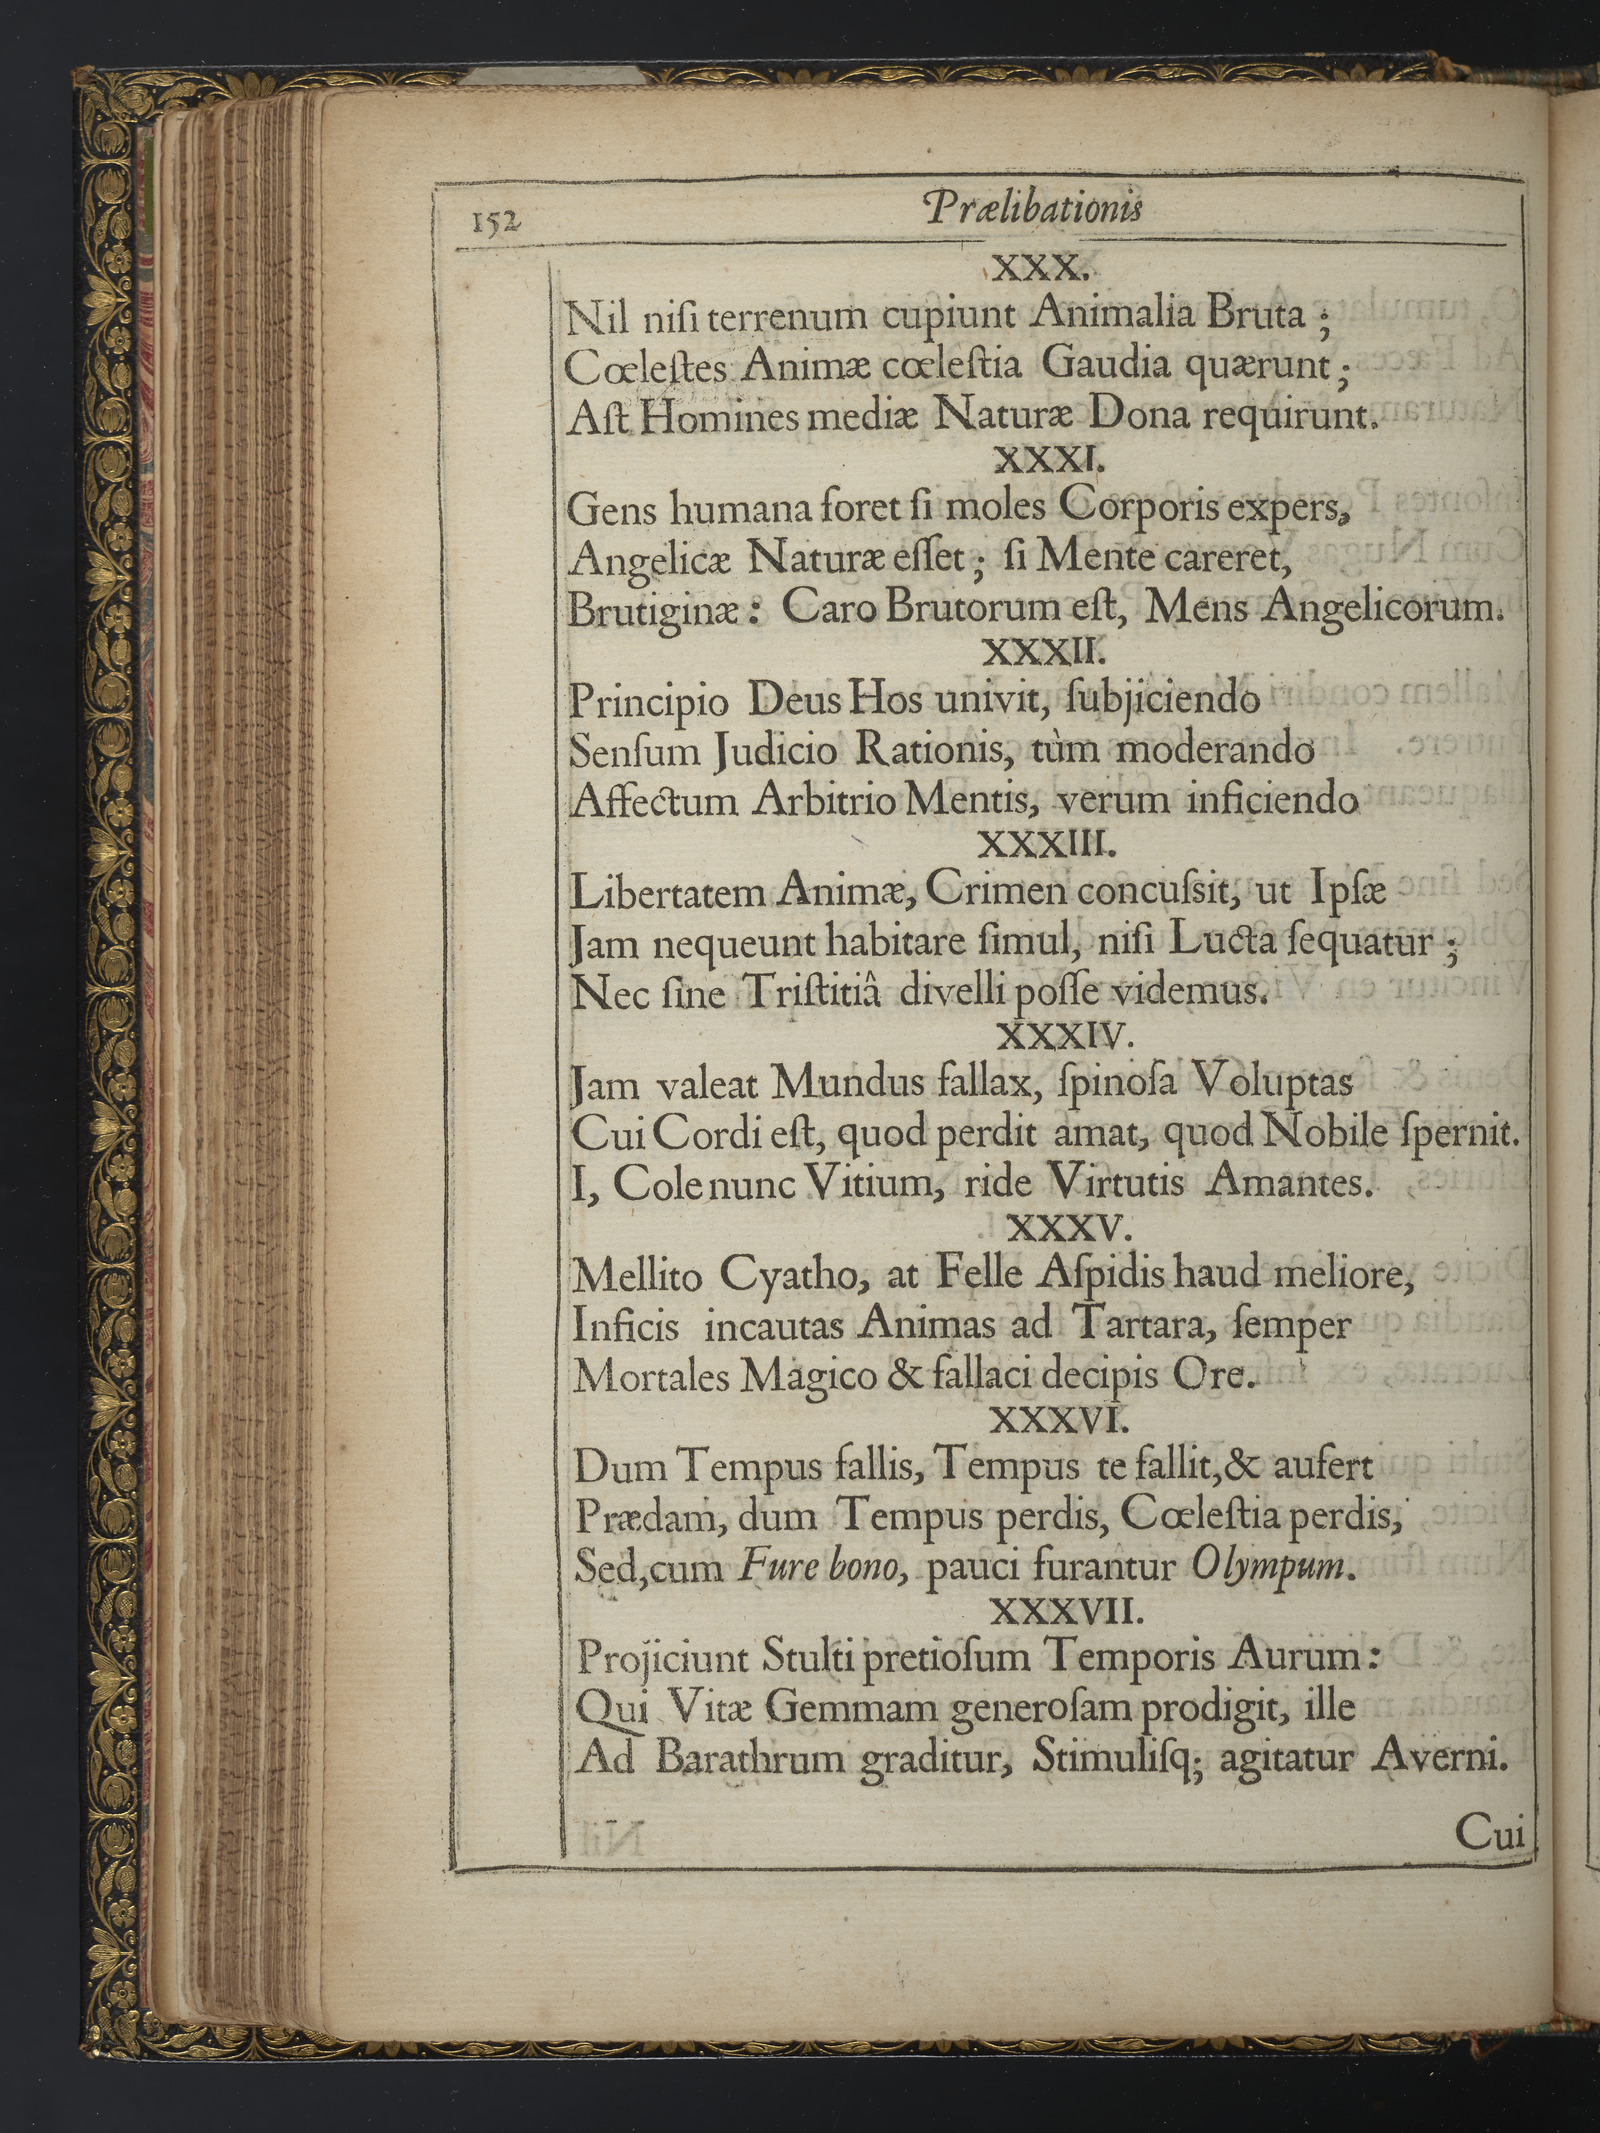 152 Prælibationis
XXX.
Nil niſi terrenum cupiunt Animalia Bruta ;
Cœleſtes Animæ cœleſtia Gaudia quærunt ;
Aſt Homines mediæ Naturæ Dona requirunt.
XXXI.
Gens humana foret ſi moles Corporis expers,
Angelicæ Naturæ eſſet ; ſi Mente careret,
Brutiginæ : Caro Brutorum eſt, Mens Angelicorum.
XXXII.
Principio Deus Hos univit, ſubjiciendo
Senſum Judicio Rationis, tùm moderando
Affectum Arbitrio Mentis, verum inficiendo
XXXIII.
Libertatem Animæ, Crimen concuſsit, ut Ipſæ
Jam nequeunt habitare ſimul, niſi Lucta ſequatur ;
Nec ſine Triſtitiâ divelli poſſe videmus.
XXXIV.
Jam valeat Mundus fallax, ſpinoſa Voluptas
Cui Cordi eſt, quod perdit amat, quod Nobile ſpernit.
I, Cole nunc Vitium, ride Virtutis Amantes.
XXXV.
Mellito Cyatho, at Felle Aſpidis haud meliore,
Inficis incautas Animas ad Tartara, ſemper
Mortales Magico & fallaci decipis Ore.
XXXVI.
Dum Tempus fallis, Tempus te fallit, & aufert
Prædam, dum Tempus perdis, Cœleſtia perdis,
Sed, cum Fure bono, pauci furantur Olympum.
XXXVII.
Projiciunt Stulti pretioſum Temporis Aurum :
Qui Vitæ Gemmam generoſam prodigit, ille
Ad Barathrum graditur, Stimuliſq; agitatur Averni.
Cui